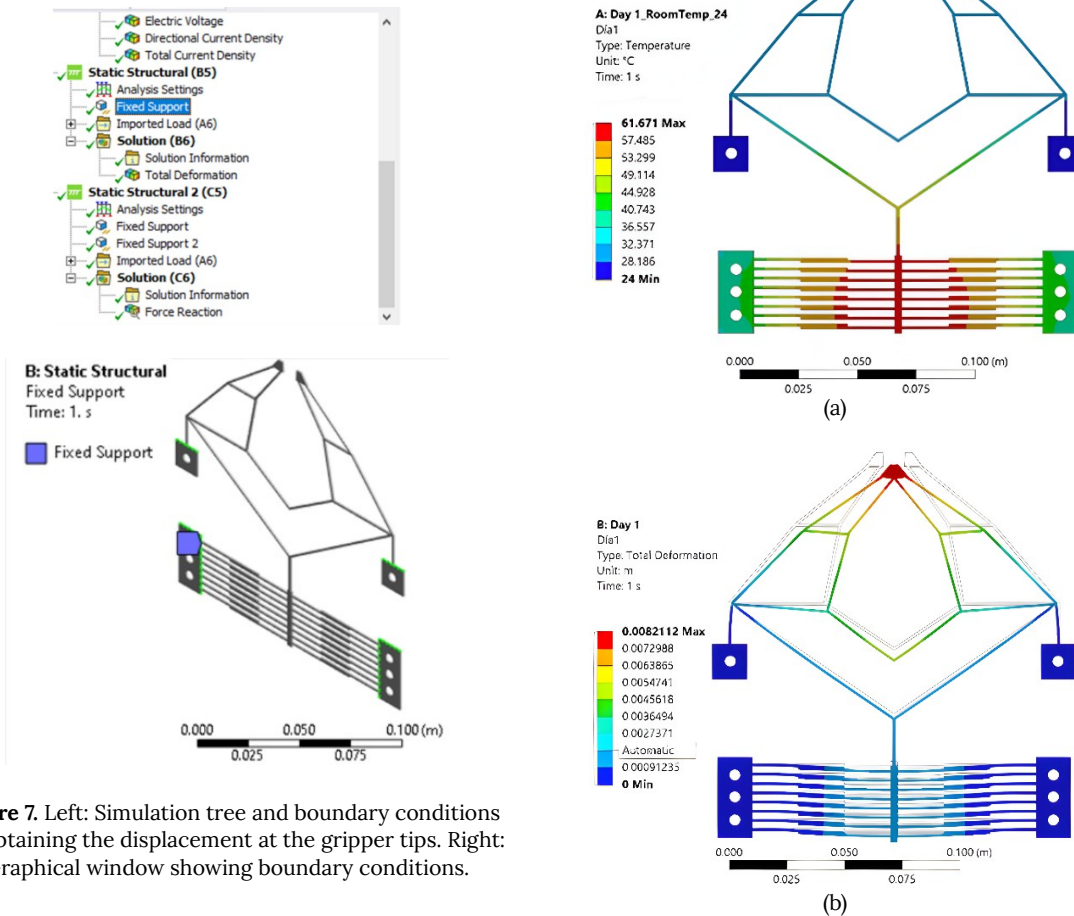 Electric Voltage
Directional Current Density
Total Current Density
Static Structural (B5)
Analysis Settings
Fixed Support
Imported Load (A6)
Solution (B6)
Solution Information
Total Deformation
Static Structural 2 (C5)
Analysis Settings
Fixed Support
Fixed Support 2
Imported Load (A6)
Solution (C6)
Solution Information
Force Reaction
B: Static Structural
Fixed Support
Time: 1. s
Fixed Support
0.000 0.050 0.100 (m)
0.025 0.075
re 7. Left: Simulation tree and boundary conditions
btaining the displacement at the gripper tips. Right:
raphical window showing boundary conditions.
A: Day 1_RoomTemp_24
Día1
Type: Temperature
Unit: °C
Time: 1 s
61.671 Max
57.485
53.299
49.114
44.928
40.743
36.557
32.371
28.186
24 Min
0.000 0.050 0.100 (m)
0.025 0.075
(a)
B: Day 1
Día1
Type: Total Deformation
Unit: m
Time: 1 s
0.0082112 Max
0.0072988
0.0063865
0.0054741
0.0045618
0.0036494
0.0027371
Automatic
0.00091235
0 Min
0.000 0.050 0.100 (m)
0.025 0.075
(b)